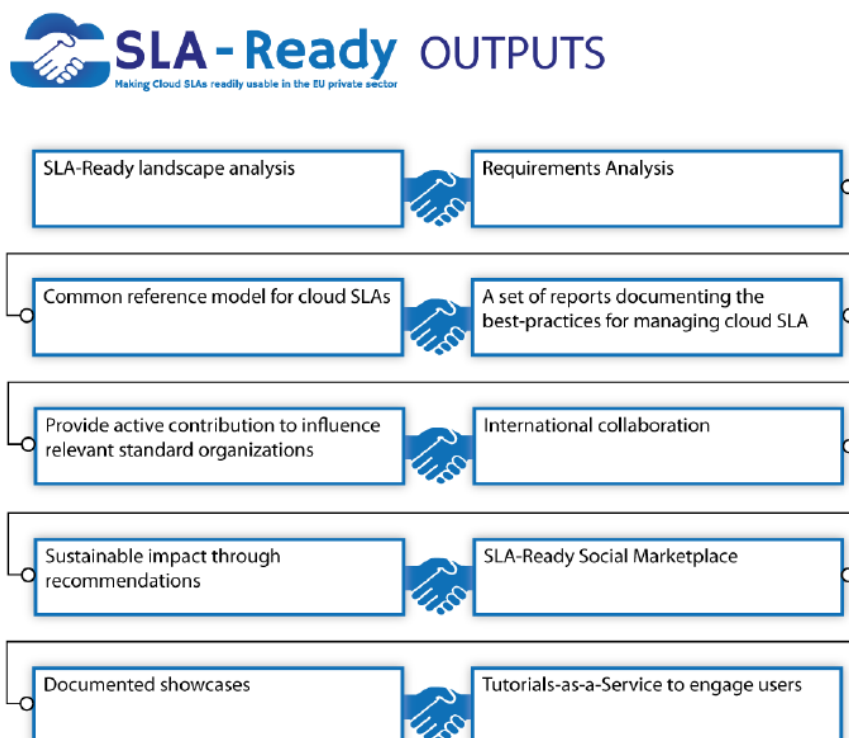 SLA-Ready OUTPUTS
Making Cloud SLAs readily usable in the EU private sector
SLA-Ready landscape analysis
Requirements Analysis
Common reference model for cloud SLAs
A set of reports documenting the
best-practices for managing cloud SLA
Provide active contribution to influence
relevant standard organizations
International collaboration
Sustainable impact through
recommendations
SLA-Ready Social Marketplace
Documented showcases
Tutorials-as-a-Service to engage users